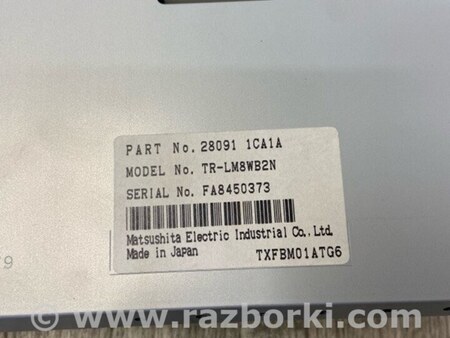 PART No. 28091 1CA1A
MODEL No. TR-LM8WB2N
SERIAL No. FA8450373
Matsushita Electric Industrial Co., Ltd.
Made in Japan
TXFBM01ATG6
www.razborki.com